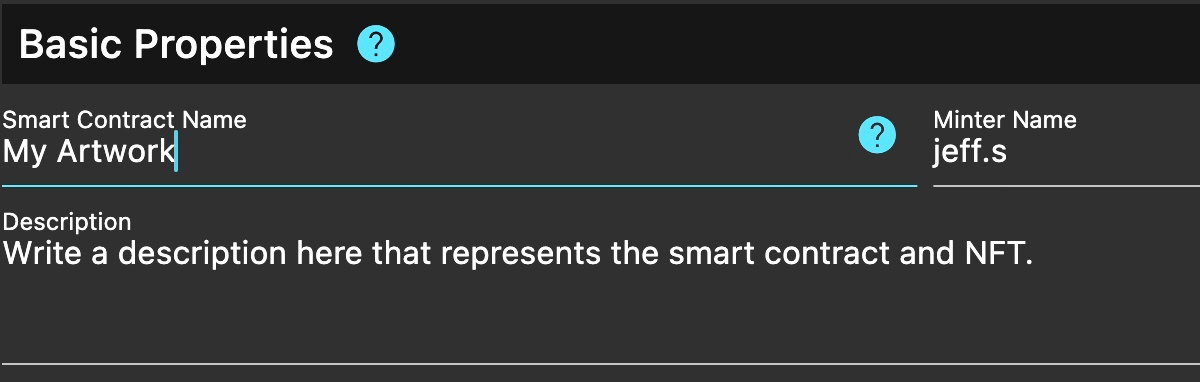 Basic Properties ?
Smart Contract Name
My Artwork
?
Minter Name
jeff.s
Description
Write a description here that represents the smart contract and NFT.